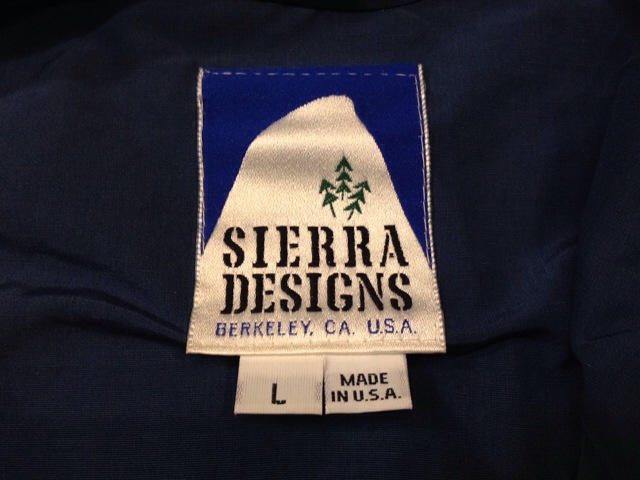 SIERRA
DESIGNS
BERKELEY, CA. U.S.A.
L
MADE
IN U.S.A.